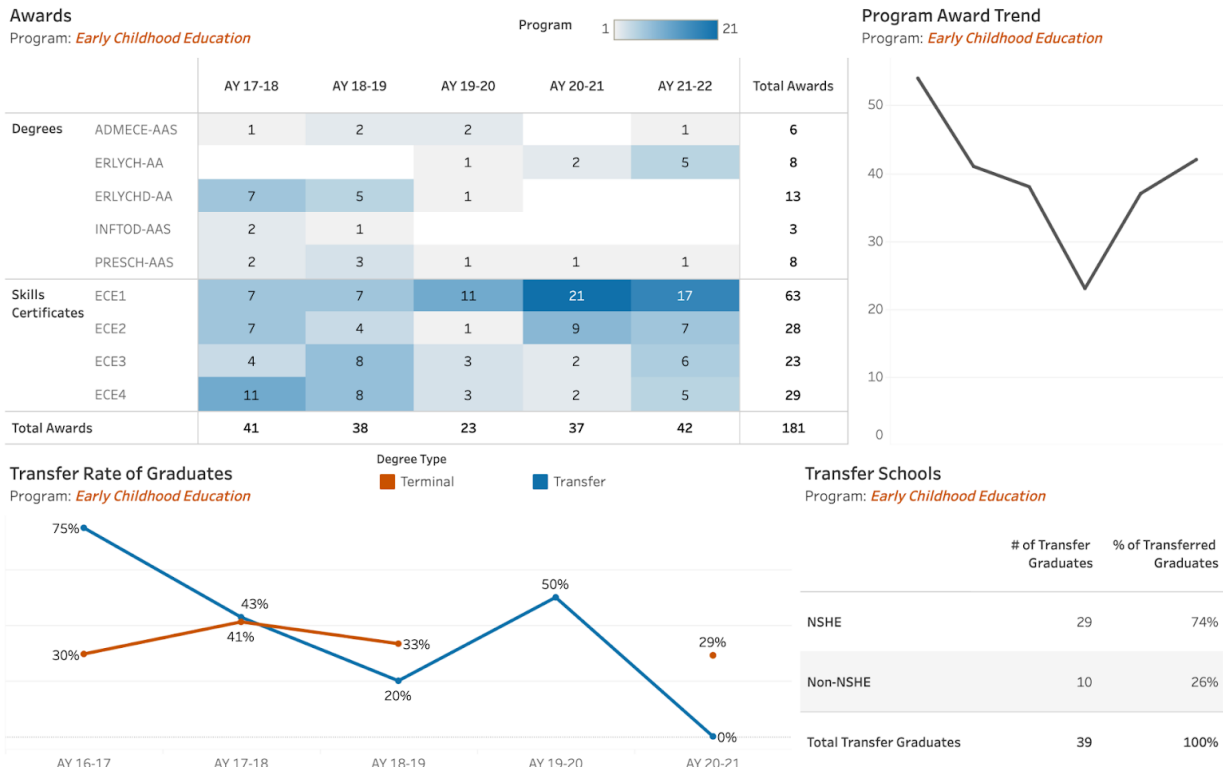 Awards
Program: Early Childhood Education
Program 1 21
AY 17-18 AY 18-19 AY 19-20 AY 20-21 AY 21-22 Total Awards
Degrees ADMECE-AAS 1 2 2 1 6
ERLYCH-AA 1 2 5 8
ERLYCHD-AA 7 5 1 13
INFTOD-AAS 2 1 3
PRESCH-AAS 2 3 1 1 1 8
Skills Certificates ECE1 7 7 11 21 17 63
ECE2 7 4 1 9 7 28
ECE3 4 8 3 2 6 23
ECE4 11 8 3 2 5 29
Total Awards 41 38 23 37 42 181
Program Award Trend
Program: Early Childhood Education
50
40
30
20
10
0
Transfer Rate of Graduates
Program: Early Childhood Education
Degree Type
Terminal Transfer
75%
43%
41%
30%
33%
20%
50%
29%
0%
AY 16-17 AY 17-18 AY 18-19 AY 19-20 AY 20-21
Transfer Schools
Program: Early Childhood Education
# of Transfer Graduates % of Transferred Graduates
NSHE 29 74%
Non-NSHE 10 26%
Total Transfer Graduates 39 100%